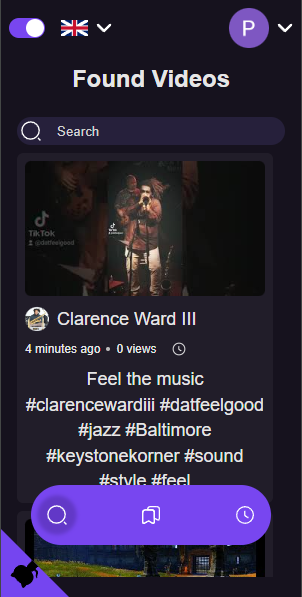 P
Found Videos
Search
TikTok
@datfeelgood
Clarence Ward III
4 minutes ago • 0 views
Feel the music
#clarencewardiii #datfeelgood
#jazz #Baltimore
#keystonekorner #sound
#style #feel